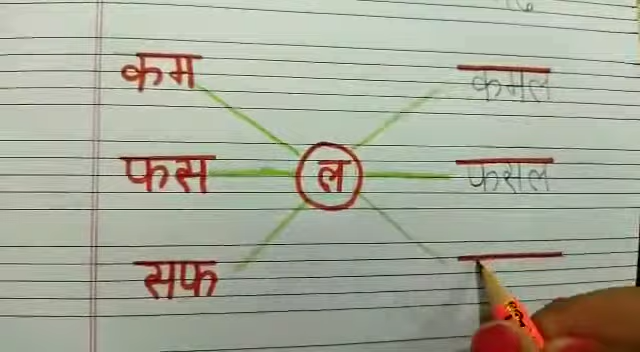 कम कमल
फस ल फसल
सफ